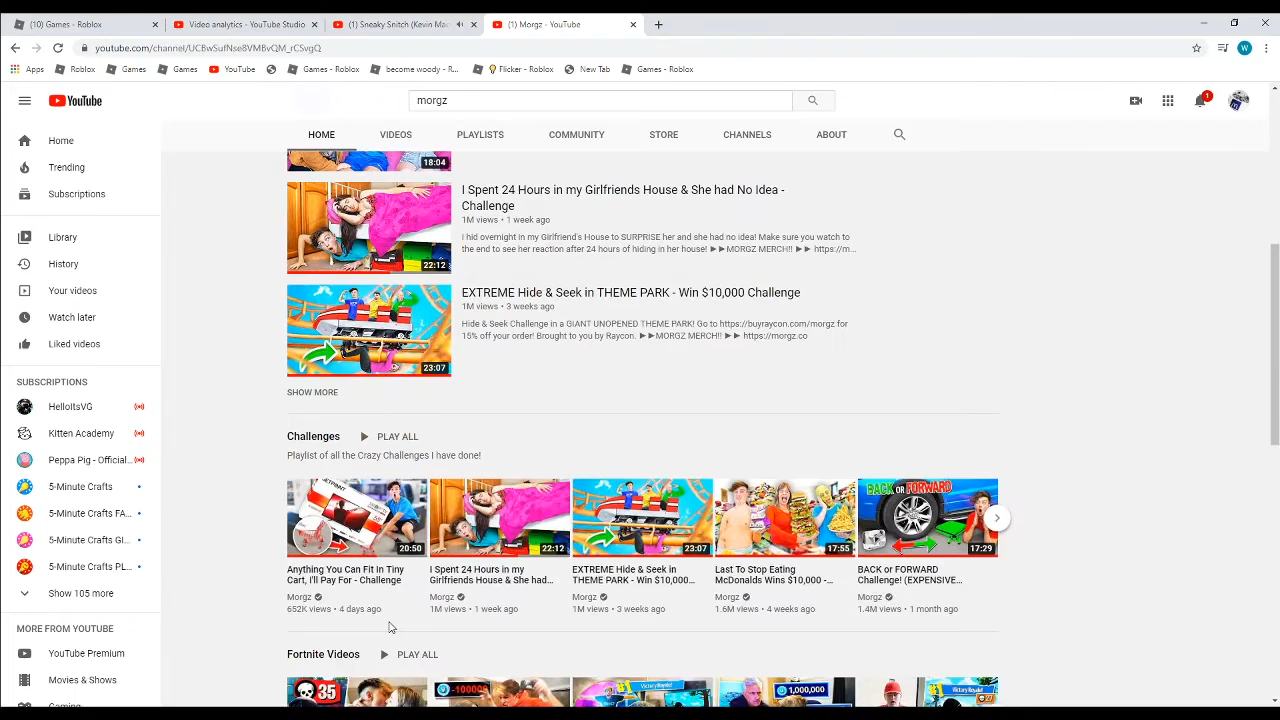 (10) Games - Roblox
Video analytics - YouTube Studio
(1) Sneaky Snitch (Kevin Mac
(1) Morgz - YouTube
youtube.com/channel/UCBwSufNse8VMBvQM_rCSvgQ
W
Apps
Roblox
Games
Games
YouTube
Games - Roblox
become woody - R...
Flicker - Roblox
New Tab
Games - Roblox
YouTube
morgz
1
HOME
VIDEOS
PLAYLISTS
COMMUNITY
STORE
CHANNELS
ABOUT
Home
Trending
Subscriptions
Library
History
Your videos
Watch later
Liked videos
SUBSCRIPTIONS
HelloItsVG
Kitten Academy
Peppa Pig - Official...
5-Minute Crafts
5-Minute Crafts FA...
5-Minute Crafts GI...
5-Minute Crafts PL...
Show 105 more
MORE FROM YOUTUBE
YouTube Premium
Movies & Shows
18:04
I Spent 24 Hours in my Girlfriends House & She had No Idea -
Challenge
1M views • 1 week ago
i hid overnight in my Girlfriend's House to SURPRISE her and she had no idea! Make sure you watch to
the end to see her reaction after 24 hours of hiding in her house! ►►MORGZ MERCH!! ►► https://m...
22:12
EXTREME Hide & Seek in THEME PARK - Win $10,000 Challenge
1M views • 3 weeks ago
Hide & Seek Challenge in a GIANT UNOPENED THEME PARK! Go to https://buyraycon.com/morgz for
15% off your order! Brought to you by Raycon. ►►MORGZ MERCH!! ►► https://morgz.co
23:07
SHOW MORE
Challenges
PLAY ALL
Playlist of all the Crazy Challenges I have done!
20:50
22:12
23:07
17:55
BACK OR FORWARD
17:29
Anything You Can Fit in Tiny
Cart, I'll Pay For - Challenge
Morgz
652K views • 4 days ago
I Spent 24 Hours in my
Girlfriends House & She had...
Morgz
1M views • 1 week ago
EXTREME Hide & Seek in
THEME PARK - Win $10,000...
Morgz
1M views • 3 weeks ago
Last To Stop Eating
McDonalds Wins $10,000 -...
Morgz
1.6M views • 4 weeks ago
BACK or FORWARD
Challenge! (EXPENSIVE...
Morgz
1.4M views • 1 month ago
Fortnite Videos
PLAY ALL
35
-100000
Victory Royale!
1,000,000
Victory Royale!